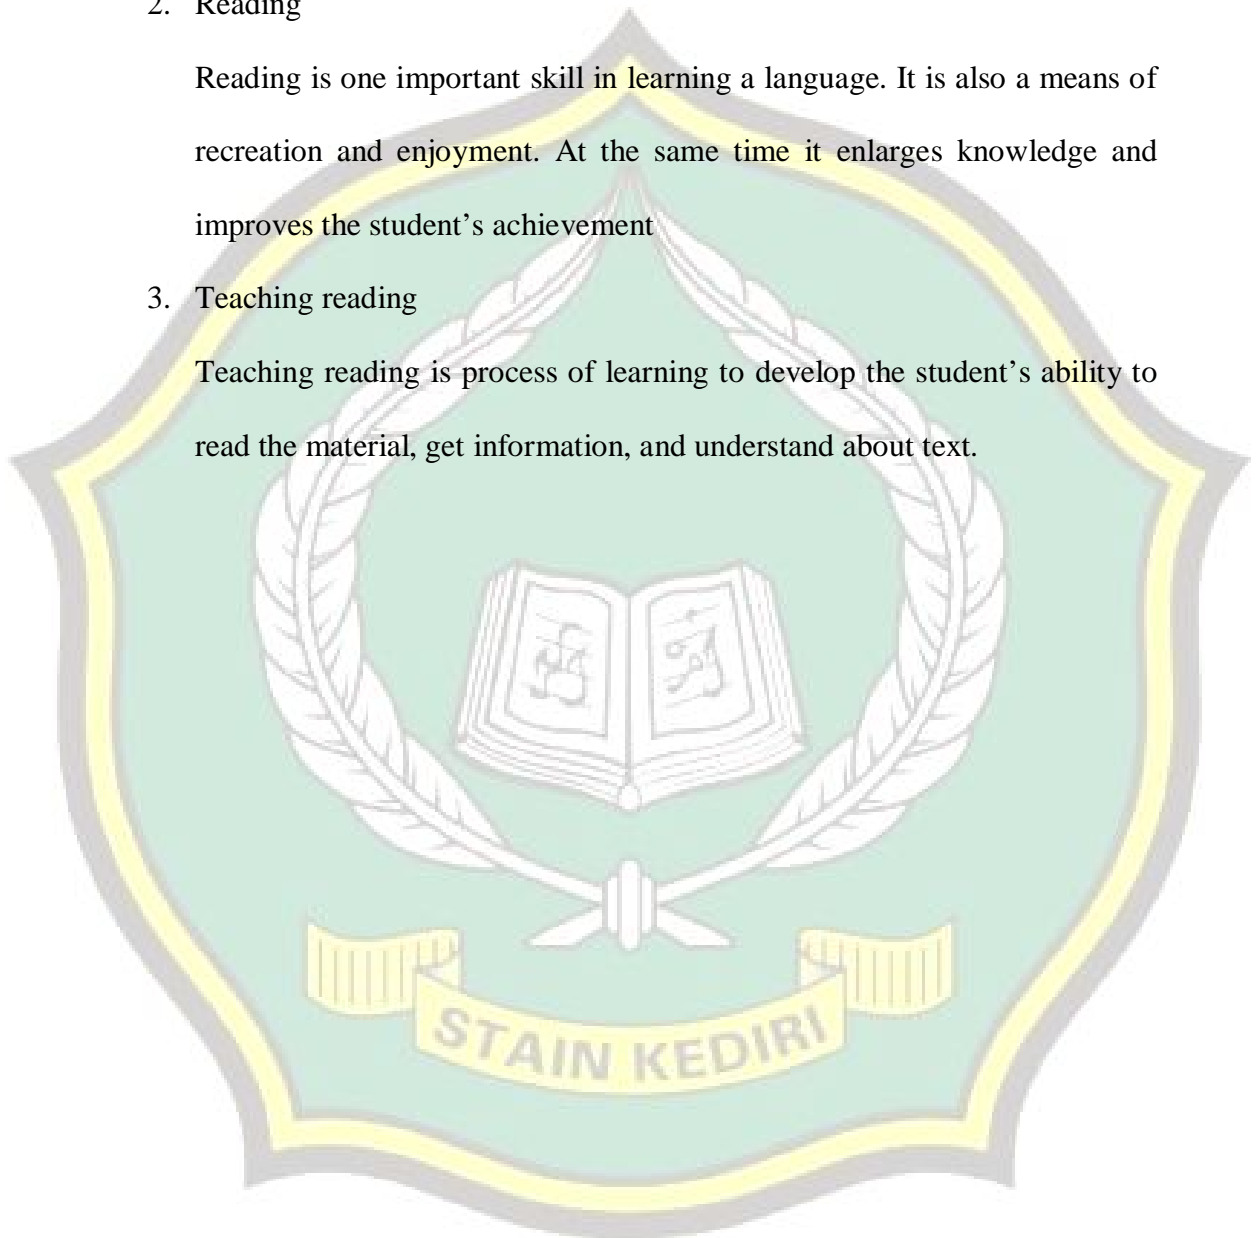 2. Reading
Reading is one important skill in learning a language. It is also a means of
recreation and enjoyment. At the same time it enlarges knowledge and
improves the student’s achievement
3. Teaching reading
Teaching reading is process of learning to develop the student’s ability to
read the material, get information, and understand about text.
STAIN KEDIRI